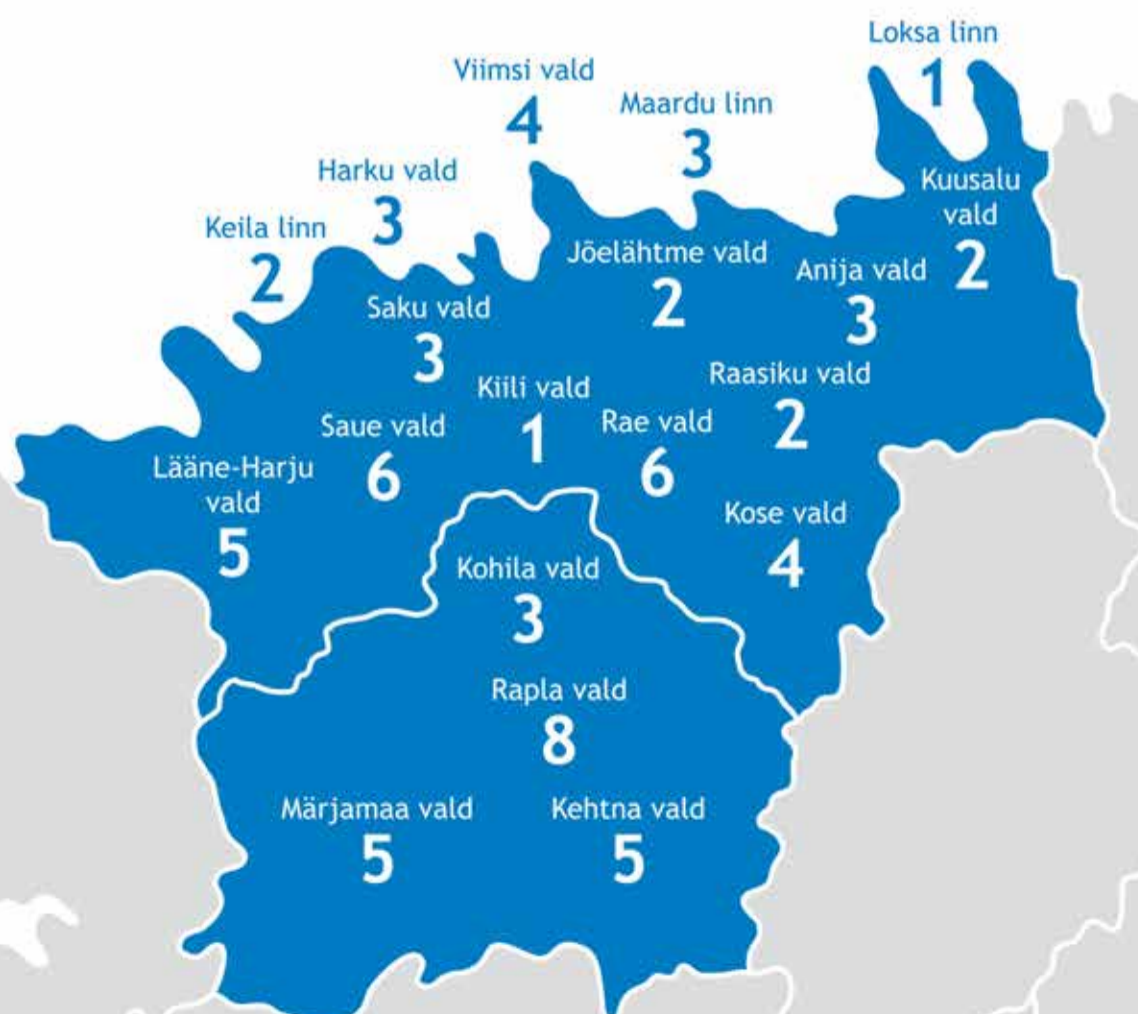 Loksa linn
1
Viimsi vald
4
Maardu linn
3
Harku vald
3
Keila linn
2
Kuusalu
vald
2
Jõelähtme vald
2
Anija vald
3
Saku vald
3
Kiili vald
1
Raasiku vald
2
Saue vald
6
Rae vald
6
Lääne-Harju
vald
5
Kose vald
4
Kohila vald
3
Rapla vald
8
Märjamaa vald
5
Kehtna vald
5